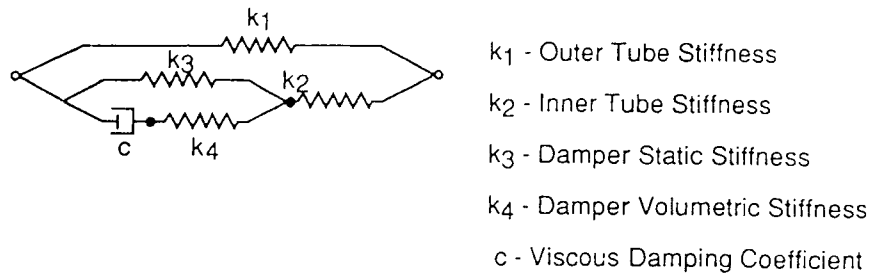 k1
k3
k2
c
k4
k1 - Outer Tube Stiffness
k2 - Inner Tube Stiffness
k3 - Damper Static Stiffness
k4 - Damper Volumetric Stiffness
c - Viscous Damping Coefficient